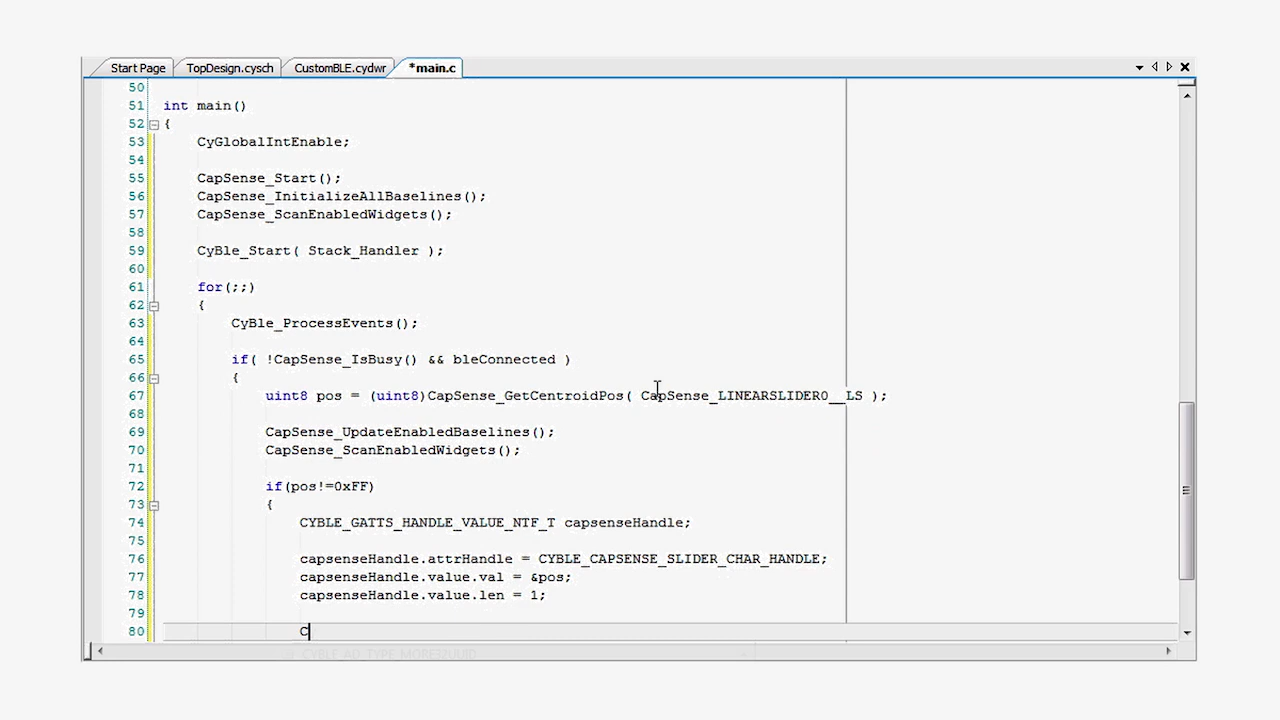 Start Page TopDesign.cysch CustomBLE.cydwr *main.c
50
51 int main()
52 {
53 CyGlobalIntEnable;
54
55 CapSense_Start();
56 CapSense_InitializeAllBaselines();
57 CapSense_ScanEnabledWidgets();
58
59 CyBle_Start( Stack_Handler );
60
61 for(;;)
62 {
63 CyBle_ProcessEvents();
64
65 if( !CapSense_IsBusy() && bleConnected )
66 {
67 uint8 pos = (uint8)CapSense_GetCentroidPos( CapSense_LINEARSLIDER0__LS );
68
69 CapSense_UpdateEnabledBaselines();
70 CapSense_ScanEnabledWidgets();
71
72 if(pos!=0xFF)
73 {
74 CYBLE_GATTS_HANDLE_VALUE_NTF_T capsenseHandle;
75
76 capsenseHandle.attrHandle = CYBLE_CAPSENSE_SLIDER_CHAR_HANDLE;
77 capsenseHandle.value.val = &pos;
78 capsenseHandle.value.len = 1;
79
80 C
CYBLE_AD_TYPE_MORE32UUID